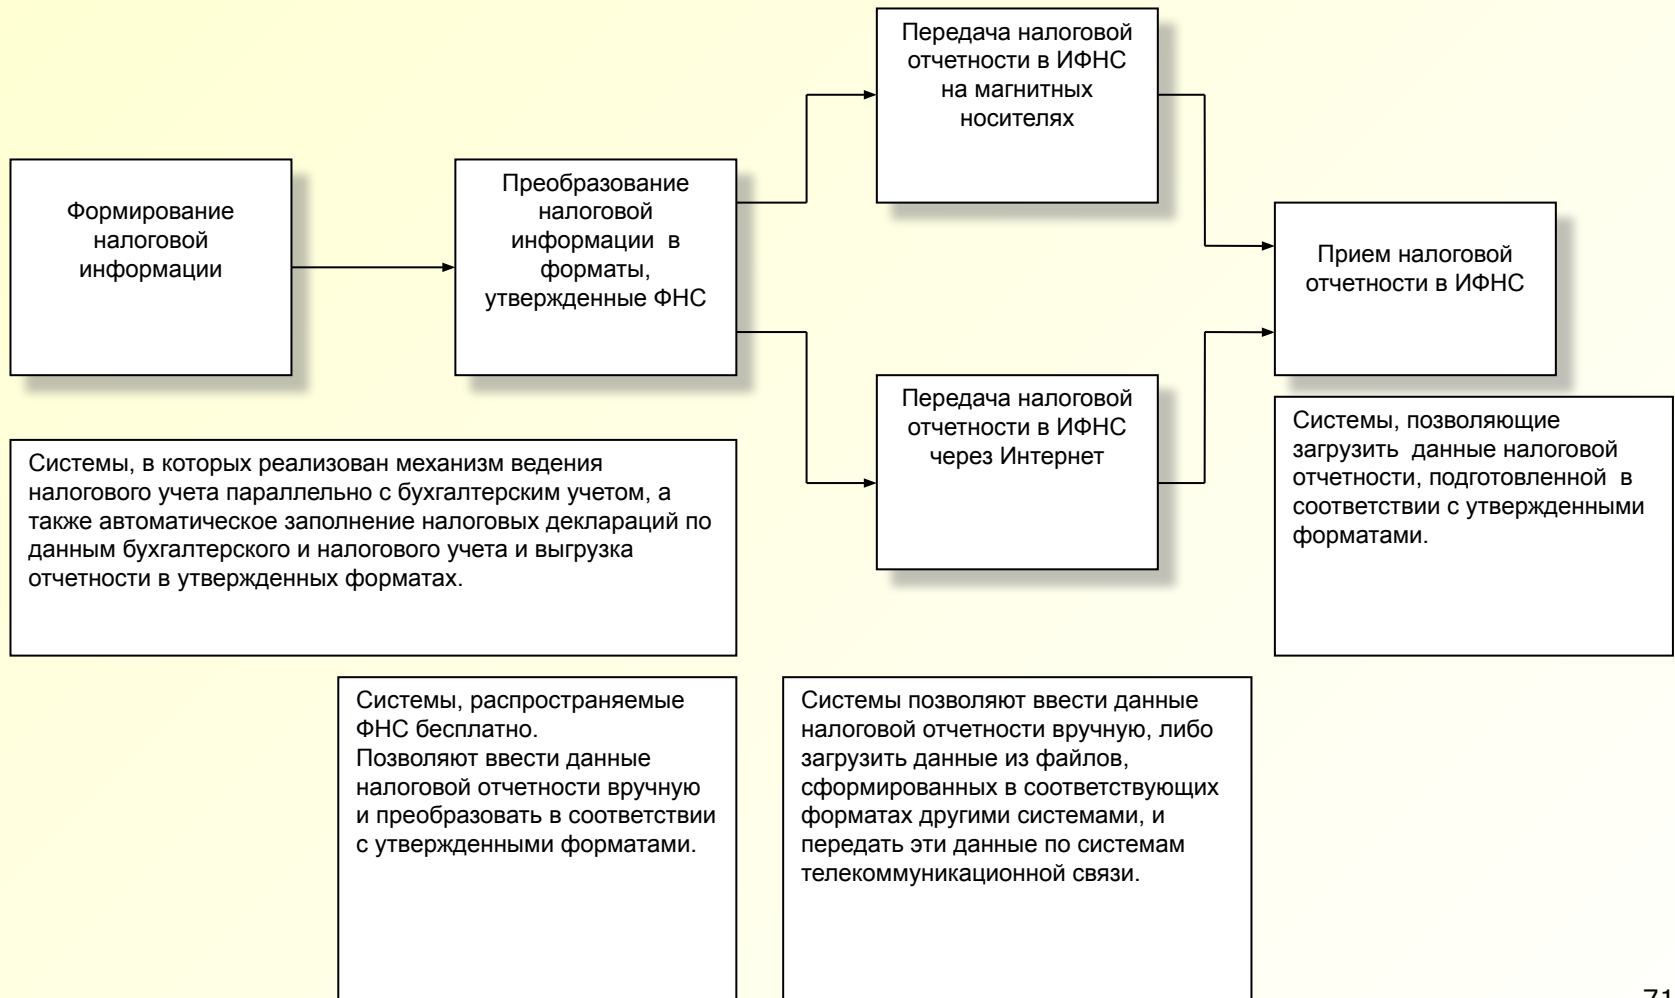 Передача налоговой
отчетности в ИФНС
на магнитных
носителях
Формирование
налоговой
информации
Преобразование
налоговой
информации в
форматы,
утвержденные ФНС
Прием налоговой
отчетности в ИФНС
Передача налоговой
отчетности в ИФНС
через Интернет
Системы, в которых реализован механизм ведения
налогового учета параллельно с бухгалтерским учетом, а
также автоматическое заполнение налоговых деклараций по
данным бухгалтерского и налогового учета и выгрузка
отчетности в утвержденных форматах.
Системы, позволяющие
загрузить данные налоговой
отчетности, подготовленной в
соответствии с утвержденными
форматами.
Системы, распространяемые
ФНС бесплатно.
Позволяют ввести данные
налоговой отчетности вручную
и преобразовать в соответствии
с утвержденными форматами.
Системы позволяют ввести данные
налоговой отчетности вручную, либо
загрузить данные из файлов,
сформированных в соответствующих
форматах другими системами, и
передать эти данные по системам
телекоммуникационной связи.
71